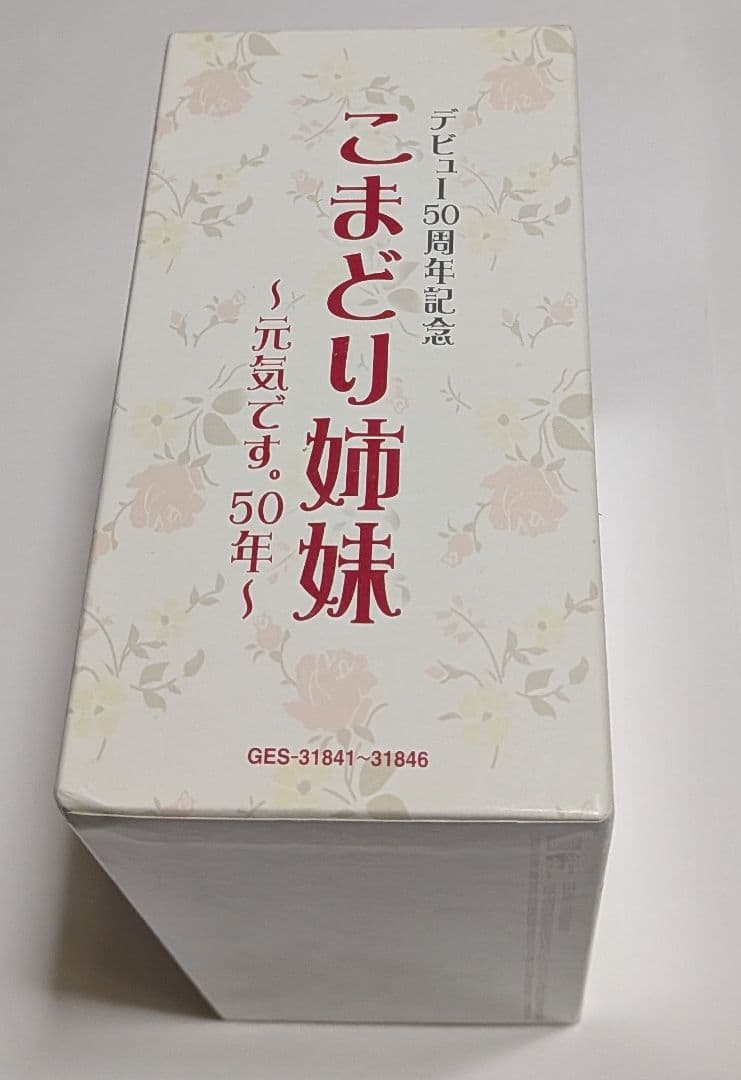 デビュー50周年記念
こまどり姉妹
～元気です。50年～
GES-31841～31846